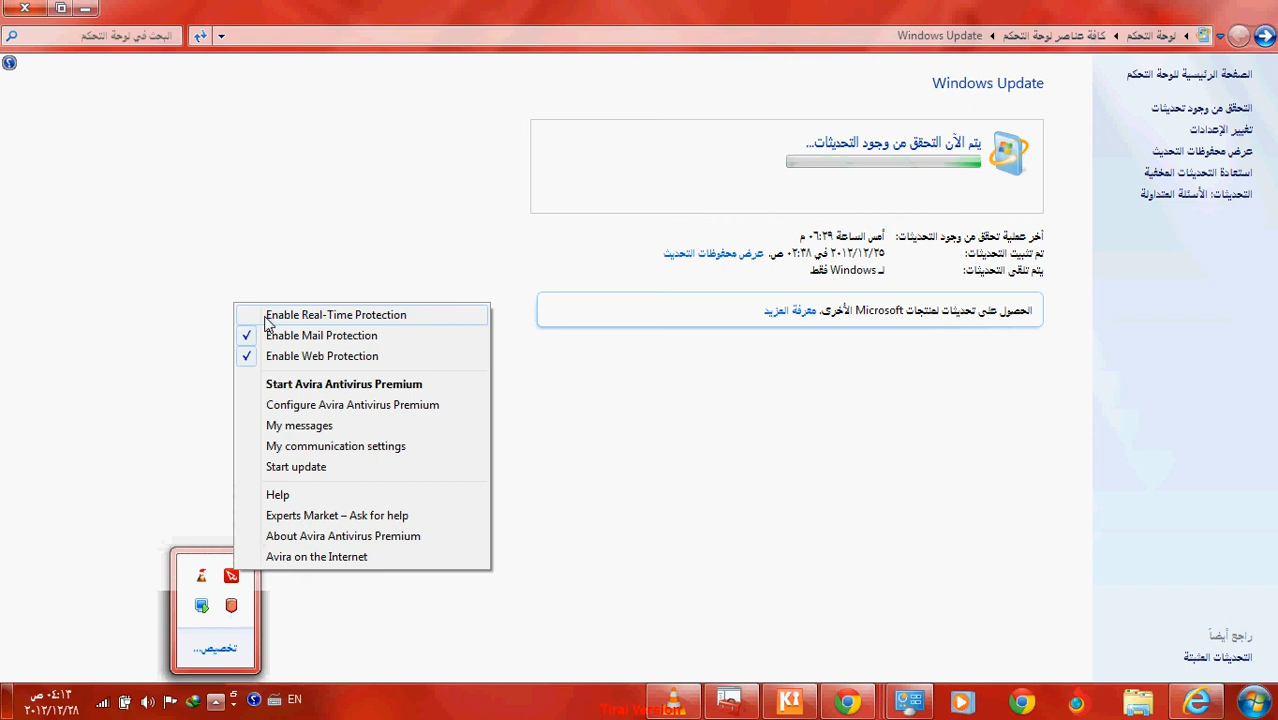 البحث في لوحة التحكم
لوحة التحكم
كافة عناصر لوحة التحكم
Windows Update
الصفحة الرئيسية للوحة التحكم
التحقق من وجود تحديثات
تغيير الإعدادات
عرض محفوظات التحديث
استعادة التحديثات المخفية
التحديثات: الأسئلة المتداولة
Windows Update
يتم الآن التحقق من وجود التحديثات...
آخر عملية تحقق من وجود التحديثات: أمس الساعة ٠٦:٢٩ م
تم تثبيت التحديثات: ٢٠١٢/١٢/٢٥ في ٠٢:٣٨ ص. عرض محفوظات التحديث
يتم تلقي التحديثات: لـ Windows فقط
الحصول على تحديثات لمنتجات Microsoft الأخرى. معرفة المزيد
Enable Real-Time Protection
Enable Mail Protection
Enable Web Protection
Start Avira Antivirus Premium
Configure Avira Antivirus Premium
My messages
My communication settings
Start update
Help
Experts Market – Ask for help
About Avira Antivirus Premium
Avira on the Internet
تخصيص...
راجع أيضاً
التحديثات المثبتة
EN
٠٤:١٣ ص
٢٠١٢/١٢/٢٨